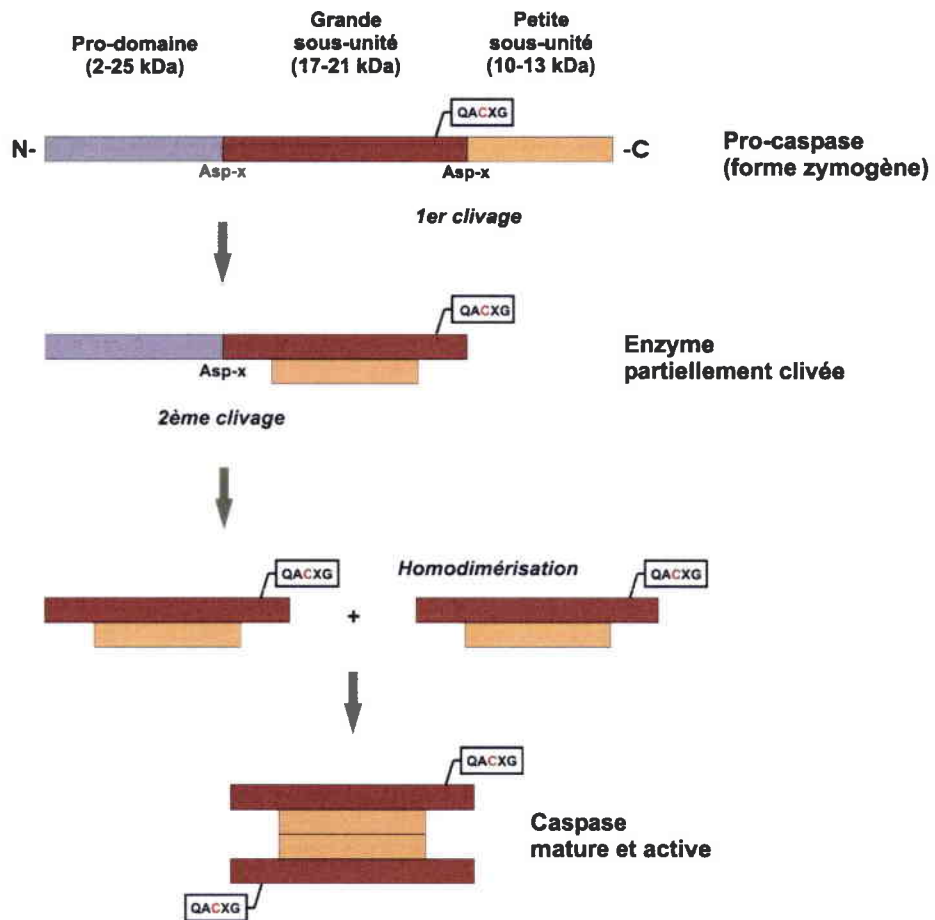 Pro-domaine
(2-25 kDa)
Grande
sous-unité
(17-21 kDa)
Petite
sous-unité
(10-13 kDa)
QACXG
N-
-C
Pro-caspase
(forme zymogène)
Asp-x
Asp-x
1er clivage
QACXG
Enzyme
partiellement clivée
Asp-x
2ème clivage
QACXG
Homodimérisation
QACXG
+
QACXG
Caspase
mature et active
QACXG